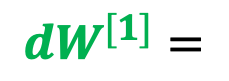 dW[1] =